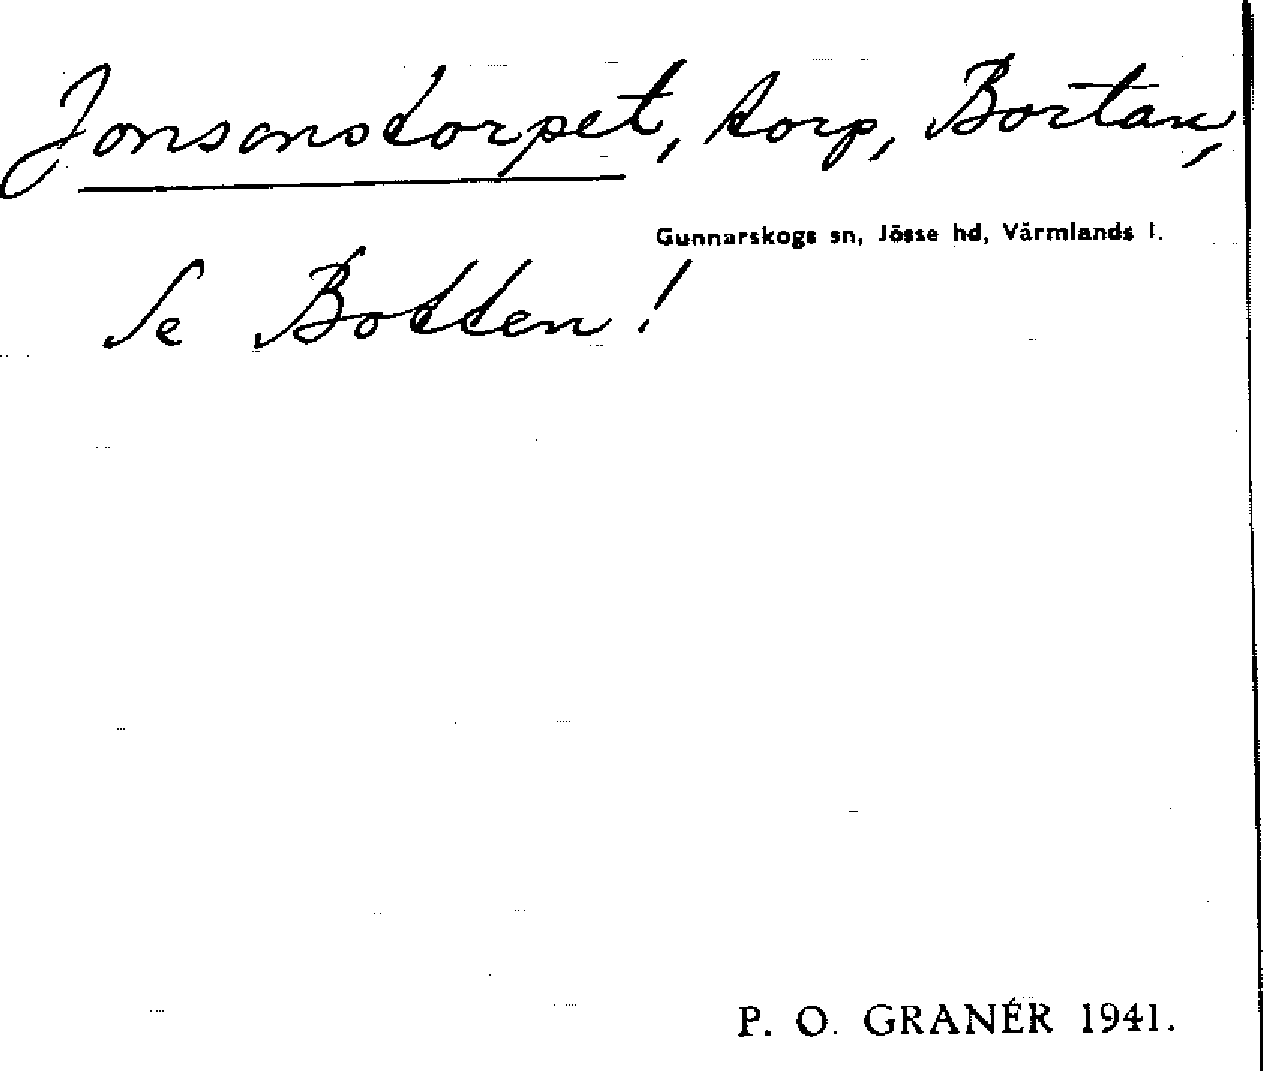 Jonsonstorpet, torp, Bortan,
Gunnarskogs sn, Jösse hd, Värmlands l.
Se Botten!
P. O. GRANÉR 1941.